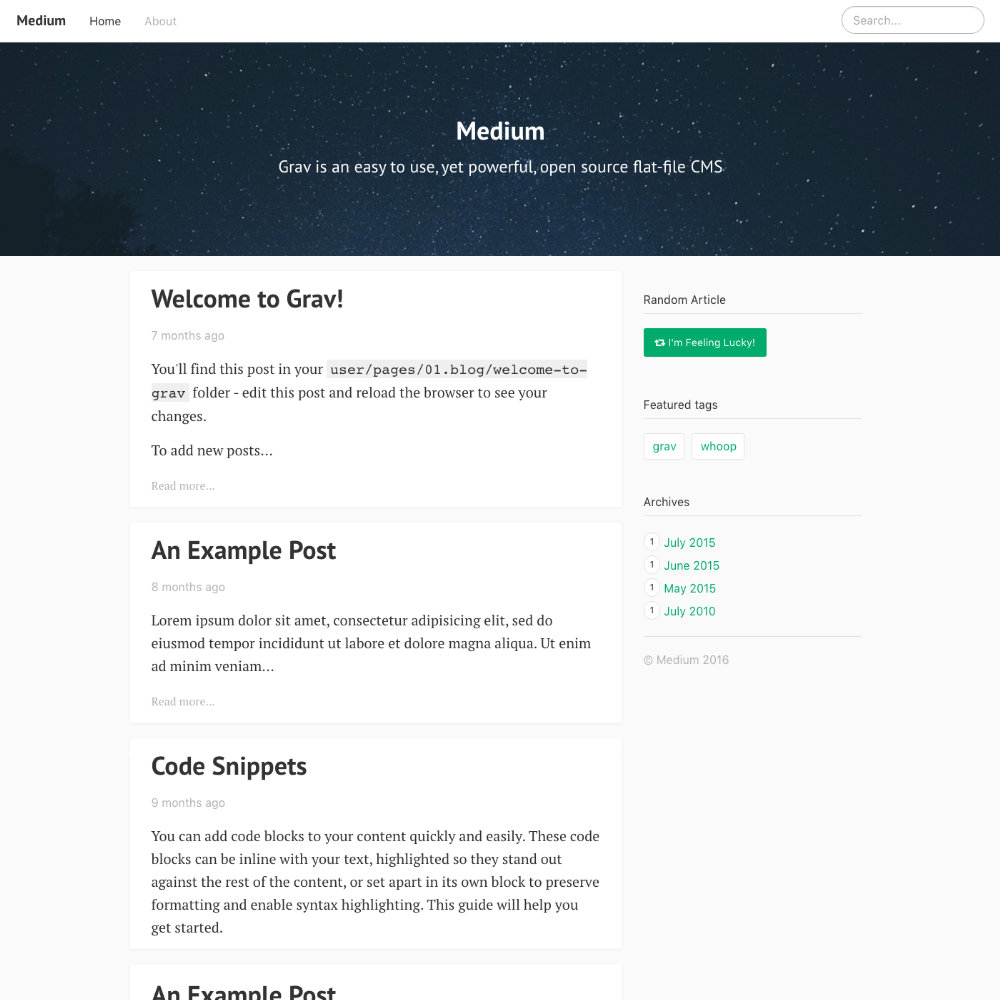 Medium Home About Search...
Medium
Grav is an easy to use, yet powerful, open source flat-file CMS
Welcome to Grav!
7 months ago
You'll find this post in your user/pages/01.blog/welcome-to-
grav folder - edit this post and reload the browser to see your
changes.
To add new posts…
Read more...
An Example Post
8 months ago
Lorem ipsum dolor sit amet, consectetur adipisicing elit, sed do
eiusmod tempor incididunt ut labore et dolore magna aliqua. Ut enim
ad minim veniam…
Read more...
Code Snippets
9 months ago
You can add code blocks to your content quickly and easily. These code
blocks can be inline with your text, highlighted so they stand out
against the rest of the content, or set apart in its own block to preserve
formatting and enable syntax highlighting. This guide will help you
get started.
An Example Post
Random Article
I'm Feeling Lucky!
Featured tags
grav whoop
Archives
1 July 2015
1 June 2015
1 May 2015
1 July 2010
© Medium 2016